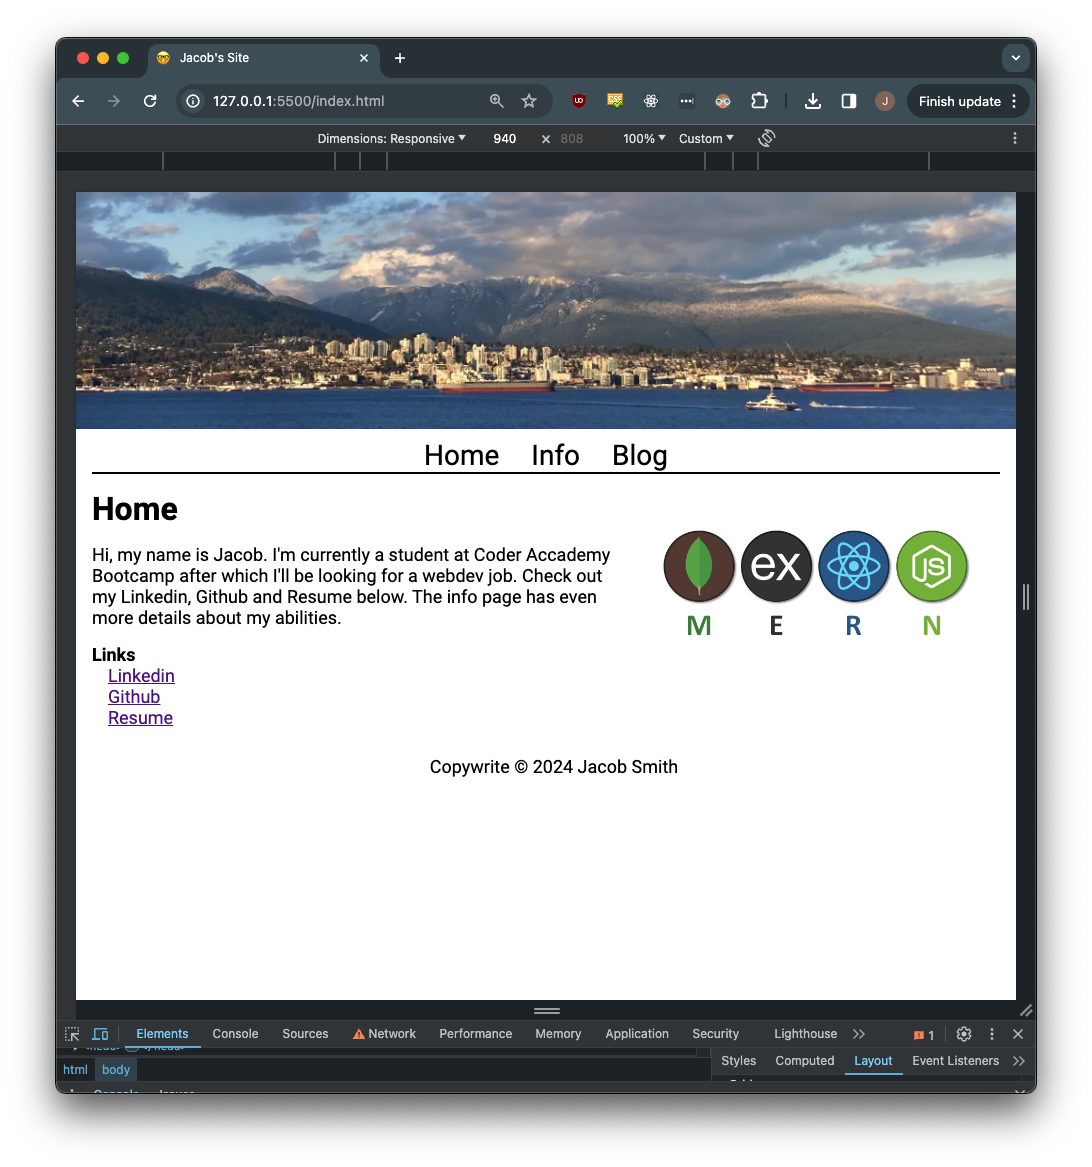 Jacob's Site
127.0.0.1:5500/index.html
J
Finish update
Dimensions: Responsive
940
×
808
100%
Custom
Home Info Blog
Home
Hi, my name is Jacob. I'm currently a student at Coder Accademy
Bootcamp after which I'll be looking for a webdev job. Check out
my Linkedin, Github and Resume below. The info page has even
more details about my abilities.
ex
JS
M E R N
Links
Linkedin
Github
Resume
Copywrite © 2024 Jacob Smith
Elements Console Sources Network Performance Memory Application Security Lighthouse 1
html body
Styles Computed Layout Event Listeners